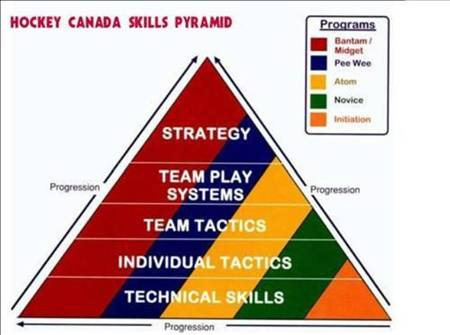 HOCKEY CANADA SKILLS PYRAMID
Programs
Bantam /
Midget
Pee Wee
Atom
Novice
Initiation
STRATEGY
TEAM PLAY
SYSTEMS
TEAM TACTICS
INDIVIDUAL TACTICS
TECHNICAL SKILLS
Progression
Progression
Progression